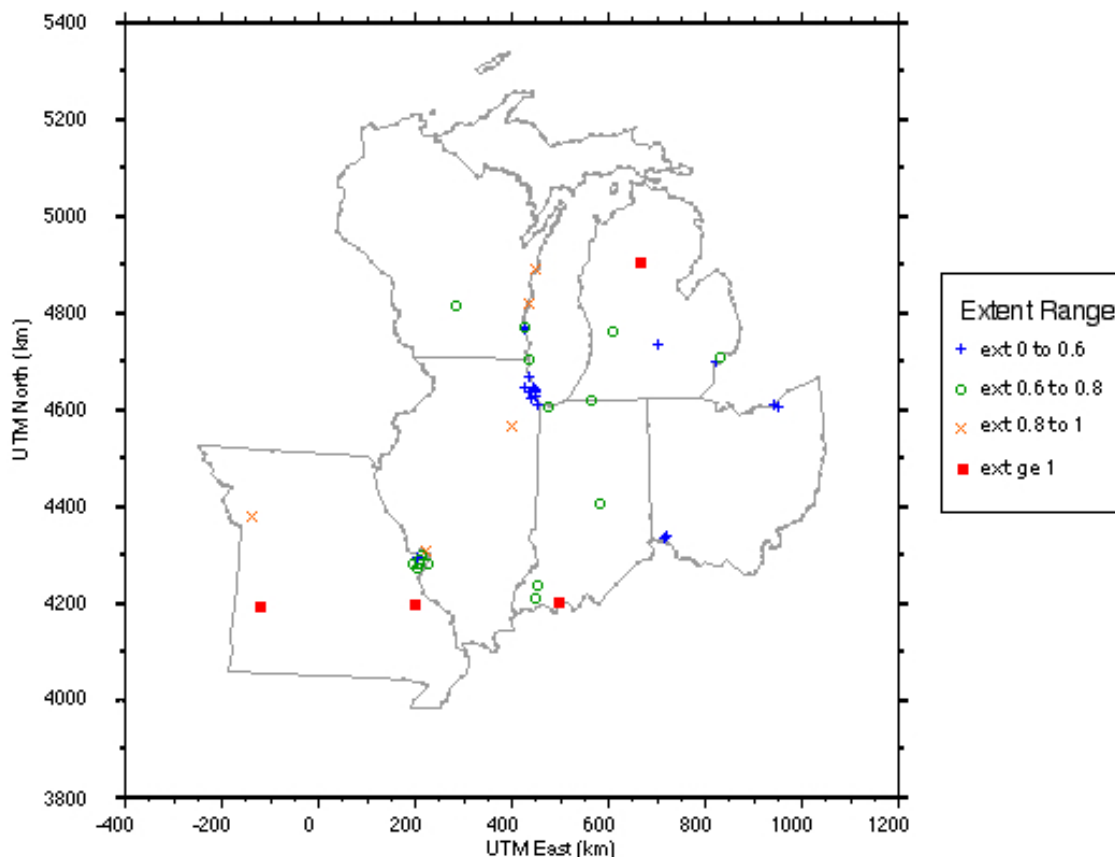 5400
5200
5000
4800
4600
4400
4200
4000
3800
UTM North (km)
-400 -200 0 200 400 600 800 1000 1200
UTM East (km)
Extent Range
ext 0 to 0.6
ext 0.6 to 0.8
ext 0.8 to 1
ext ge 1